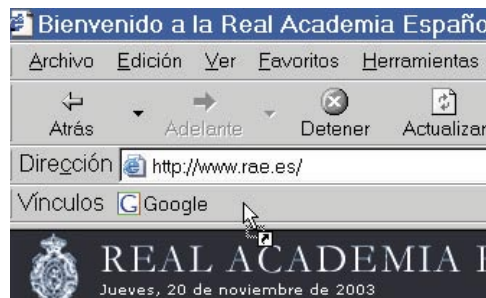 Bienvenido a la Real Academia Españo
Archivo Edición Ver Favoritos Herramientas
Atrás Adelante Detener Actualizar
Dirección http://www.rae.es/
Vínculos Google
REAL ACADEMIA E
Jueves, 20 de noviembre de 2003